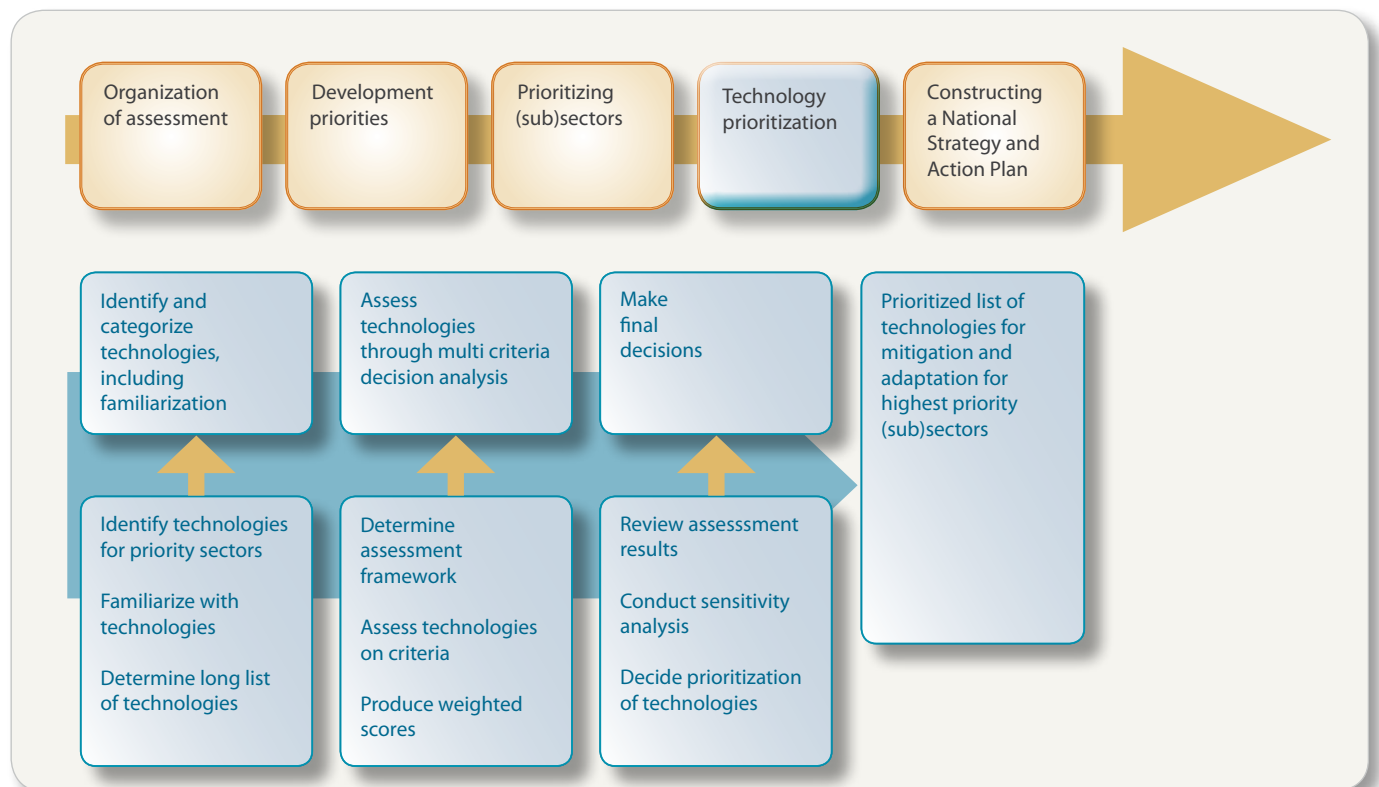 Organization
of assessment
Development
priorities
Prioritizing
(sub)sectors
Technology
prioritization
Constructing
a National
Strategy and
Action Plan
Identify and
categorize
technologies,
including
familiarization
Assess
technologies
through multi criteria
decision analysis
Make
final
decisions
Prioritized list of
technologies for
mitigation and
adaptation for
highest priority
(sub)sectors
Identify technologies
for priority sectors
Familiarize with
technologies
Determine long list
of technologies
Determine
assessment
framework
Assess technologies
on criteria
Produce weighted
scores
Review assesssment
results
Conduct sensitivity
analysis
Decide prioritization
of technologies